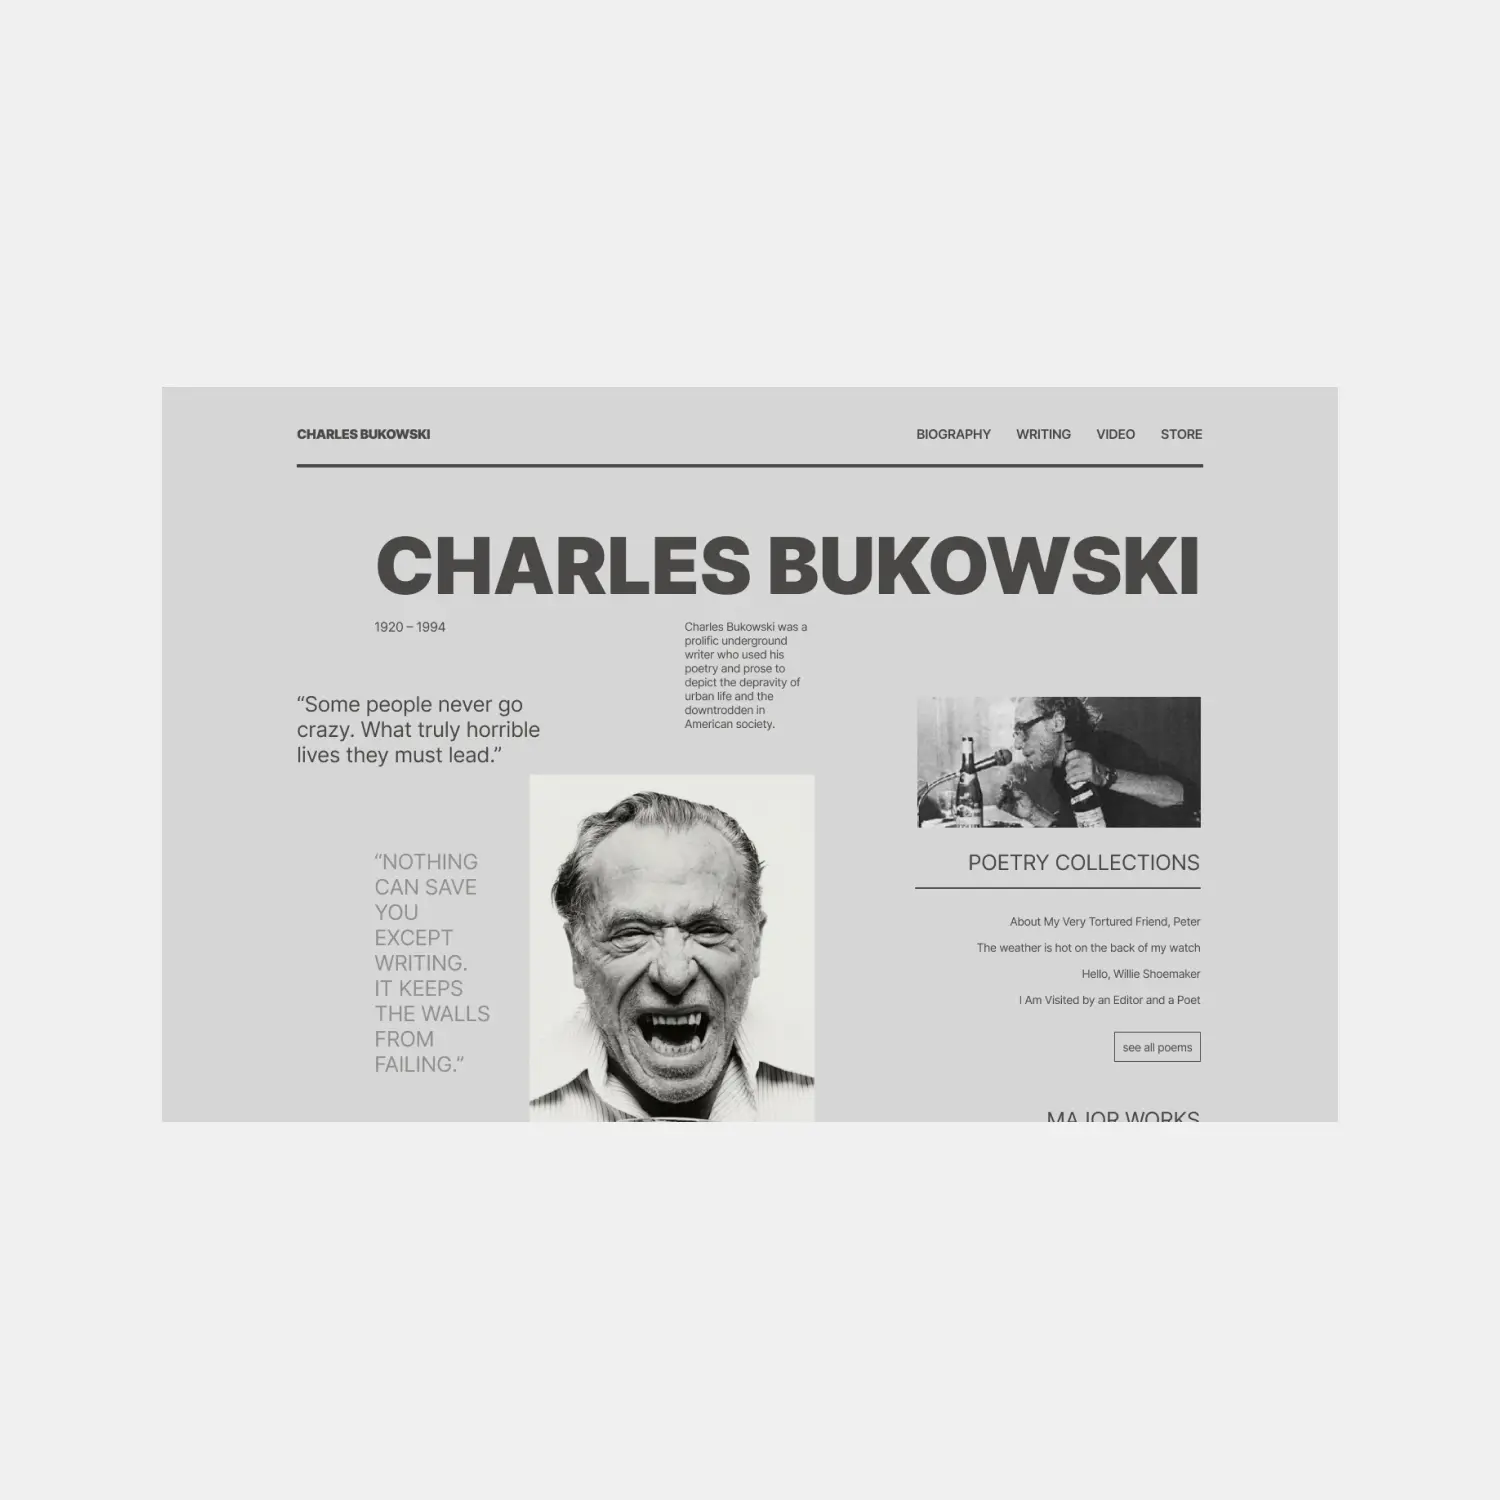 CHARLES BUKOWSKI
BIOGRAPHY WRITING VIDEO STORE
CHARLES BUKOWSKI
1920 – 1994
Charles Bukowski was a
prolific underground
writer who used his
poetry and prose to
depict the depravity of
urban life and the
downtrodden in
American society.
“Some people never go
crazy. What truly horrible
lives they must lead.”
“NOTHING
CAN SAVE
YOU
EXCEPT
WRITING.
IT KEEPS
THE WALLS
FROM
FAILING.“
POETRY COLLECTIONS
About My Very Tortured Friend, Peter
The weather is hot on the back of my watch
Hello, Willie Shoemaker
I Am Visited by an Editor and a Poet
see all poems
MAJOR WORKS